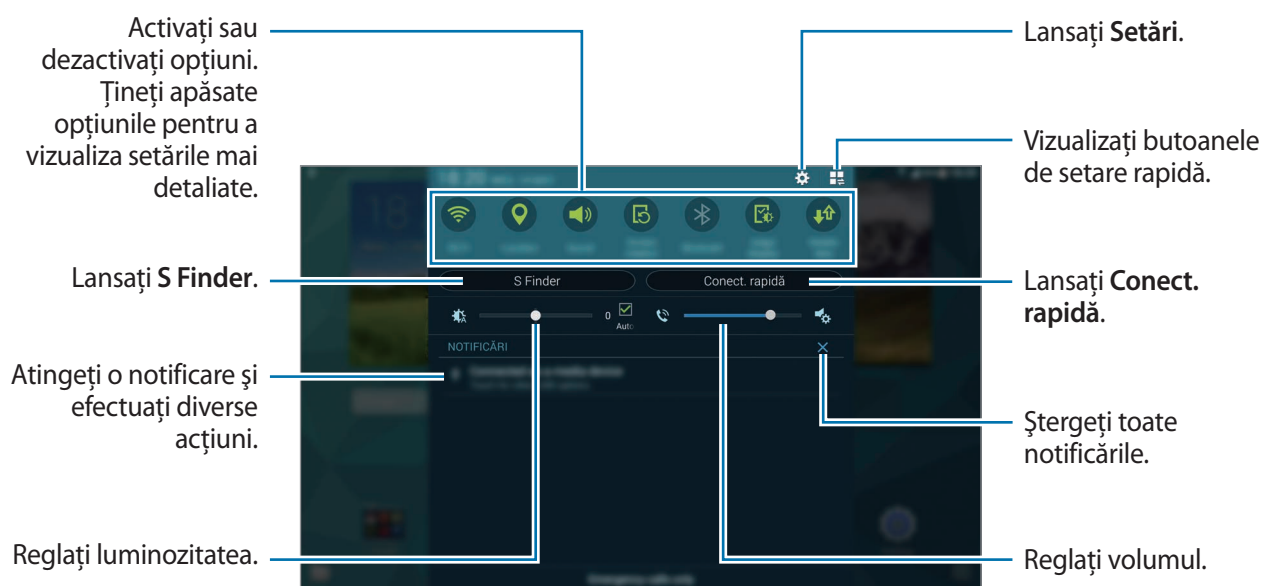 Activați sau
dezactivați opțiuni.
Țineți apăsate
opțiunile pentru a
vizualiza setările mai
detaliate.
Lansați Setări.
Vizualizați butoanele
de setare rapidă.
Lansați S Finder.
S Finder
Conect. rapidă
Lansați Conect.
rapidă.
0
Auto
NOTIFICĂRI
Atingeți o notificare şi
efectuați diverse
acțiuni.
Ştergeți toate
notificările.
Reglați luminozitatea.
Reglați volumul.